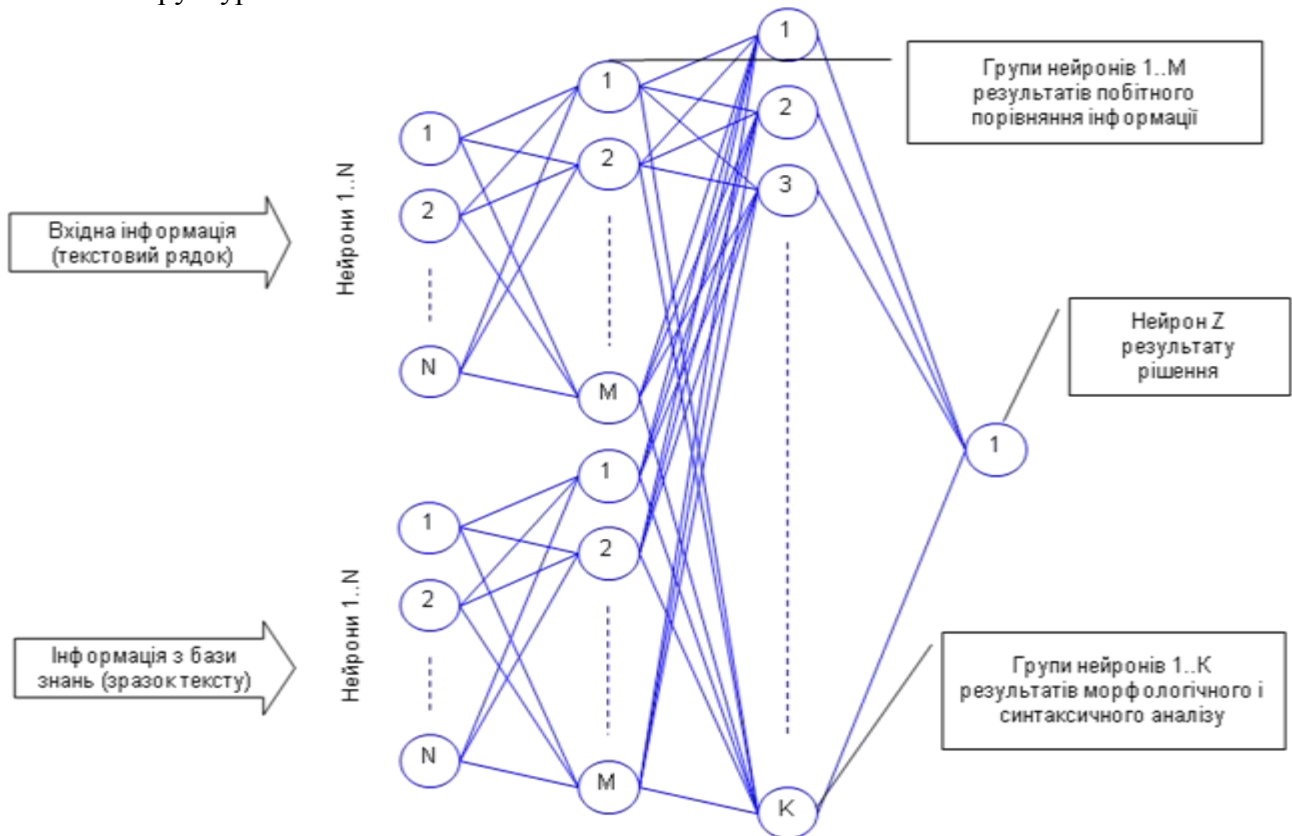 1
2
3
K
Групи нейронів 1..М
результатів побітного
порівняння інформації
1
2
M
1
2
N
Нейрони 1..N
Вхідна інформація
(текстовий рядок)
Нейрон Z
результату
рішення
1
1
2
M
1
2
N
Нейрони 1..N
Інформація з бази
знань (зразок тексту)
Групи нейронів 1..К
результатів морфологічного і
синтаксичного аналізу